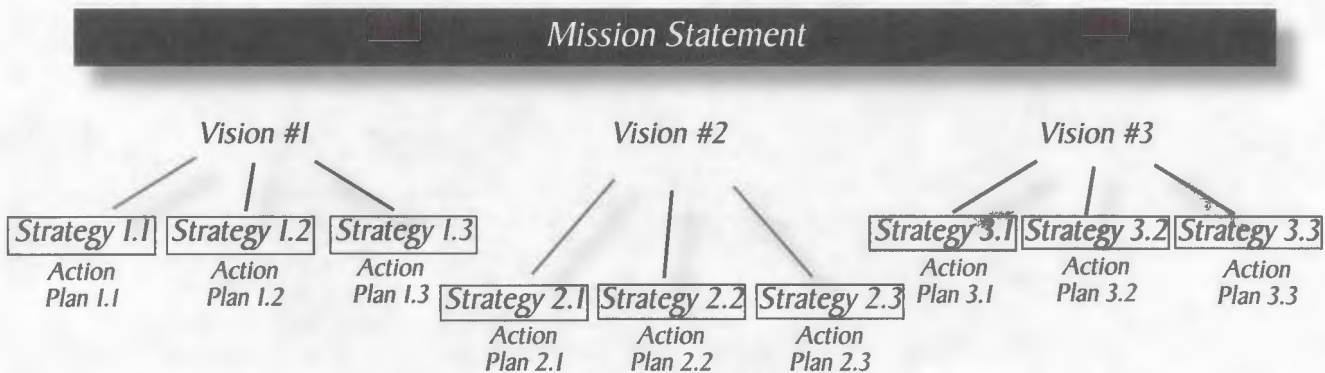 Mission Statement
Vision #1
Vision #2
Vision #3
Strategy 1.1
Strategy 1.2
Strategy 1.3
Strategy 3.1
Strategy 3.2
Strategy 3.3
Action
Plan 1.1
Action
Plan 1.2
Action
Plan 1.3
Action
Plan 3.1
Action
Plan 3.2
Action
Plan 3.3
Strategy 2.1
Strategy 2.2
Strategy 2.3
Action
Plan 2.1
Action
Plan 2.2
Action
Plan 2.3